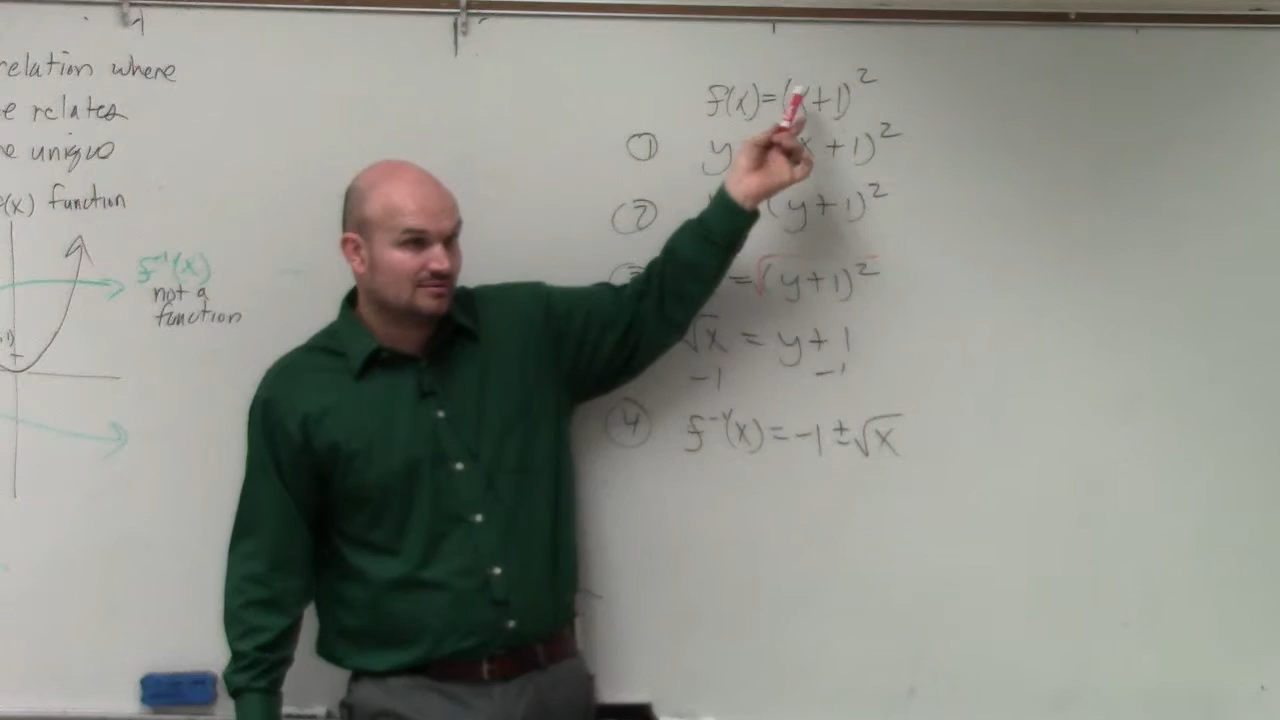 relation where
e relates
e unique
f(x) function
f⁻¹(x)
not a
function
f(x)=(x+1)²
① y (x+1)²
② (y+1)²
=√(y+1)²
√x = y+1
-1 -1
④ f⁻¹(x)=-1±√x